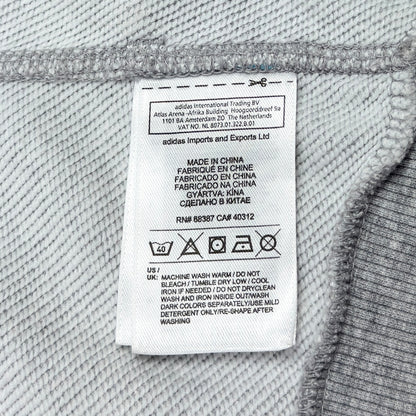 adidas International Trading BV
Atlas Arena -Afrika Building Hoogoorddreef 9a
1101 BA Amsterdam ZO The Netherlands
VAT NO. NL 8073.01.322.B.01
adidas Imports and Exports Ltd
MADE IN CHINA
FABRIQUÉ EN CHINE
FABRICADO EN CHINA
FABRICADO NA CHINA
GYÁRTVA: KÍNA
СДЕЛАНО В КИТАЕ
RN# 68387 CA# 40312
40
US /
UK: MACHINE WASH WARM / DO NOT
BLEACH / TUMBLE DRY LOW / COOL
IRON IF NEEDED / DO NOT DRYCLEAN
WASH AND IRON INSIDE OUT/WASH
DARK COLORS SEPARATELY/USE MILD
DETERGENT ONLY/RE-SHAPE AFTER
WASHING